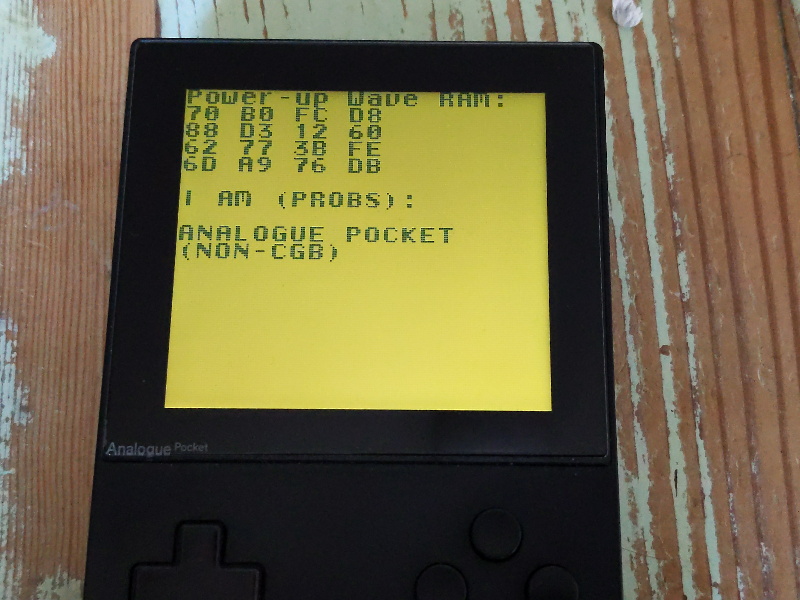 Power-up Wave RAM:
70 B0 FC D8
88 D3 12 60
62 77 3B FE
6D A9 76 DB
I AM (PROBS):
ANALOGUE POCKET
(NON-CGB)
Analogue Pocket